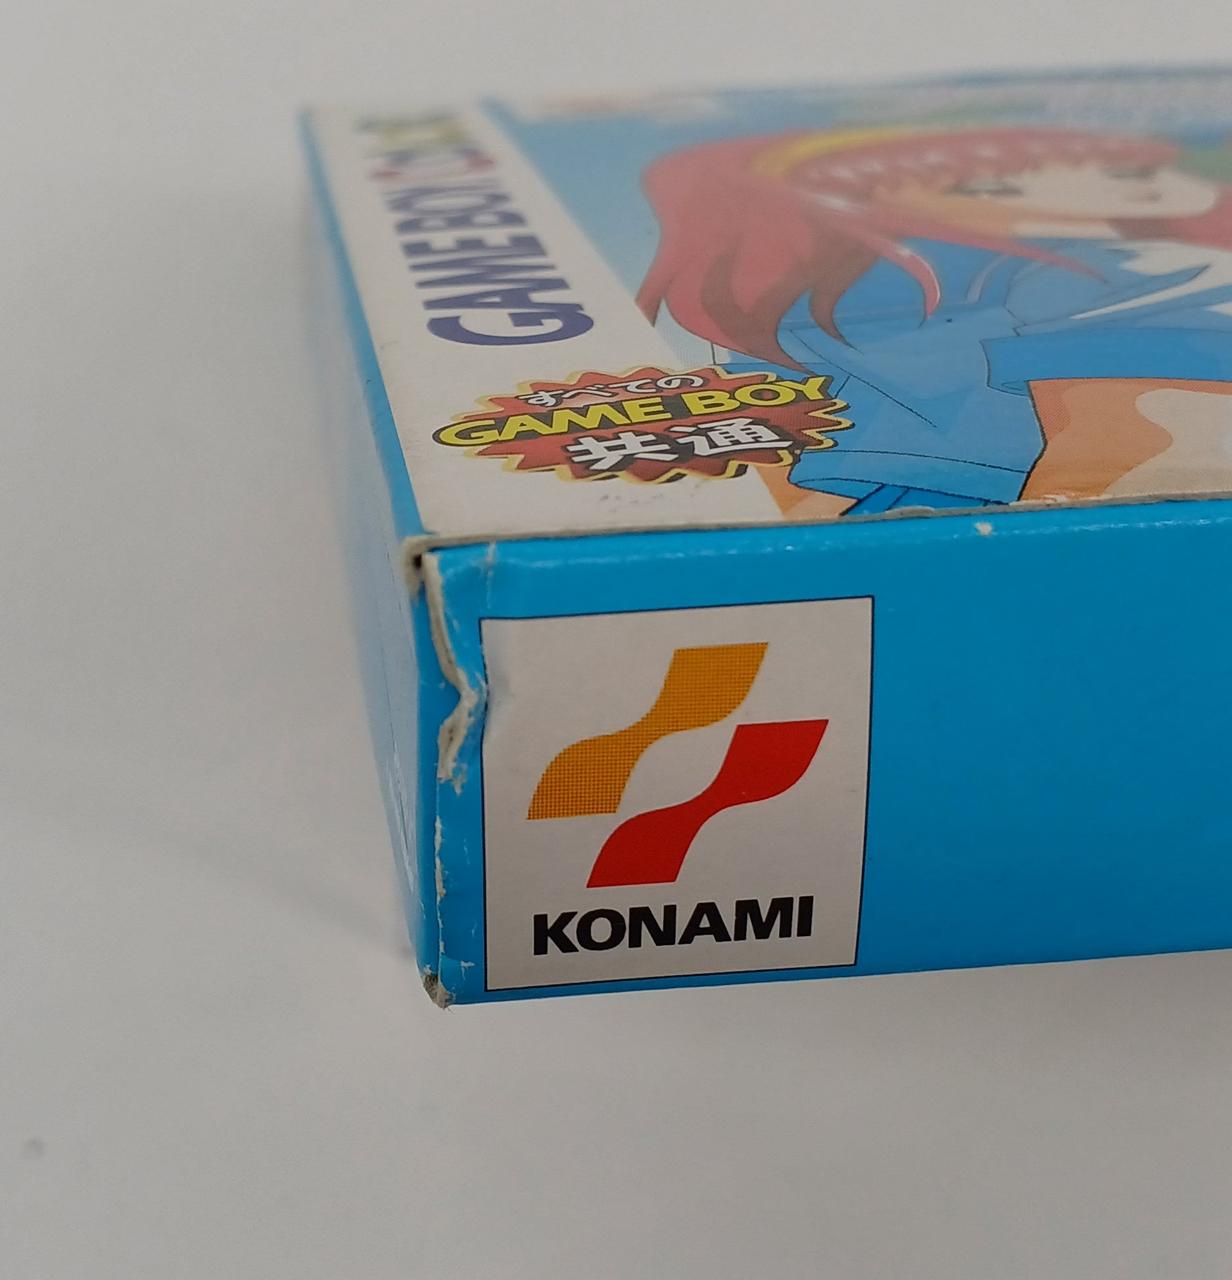 GAME BOY COLOR
すべての
GAME BOY
共通
KONAMI